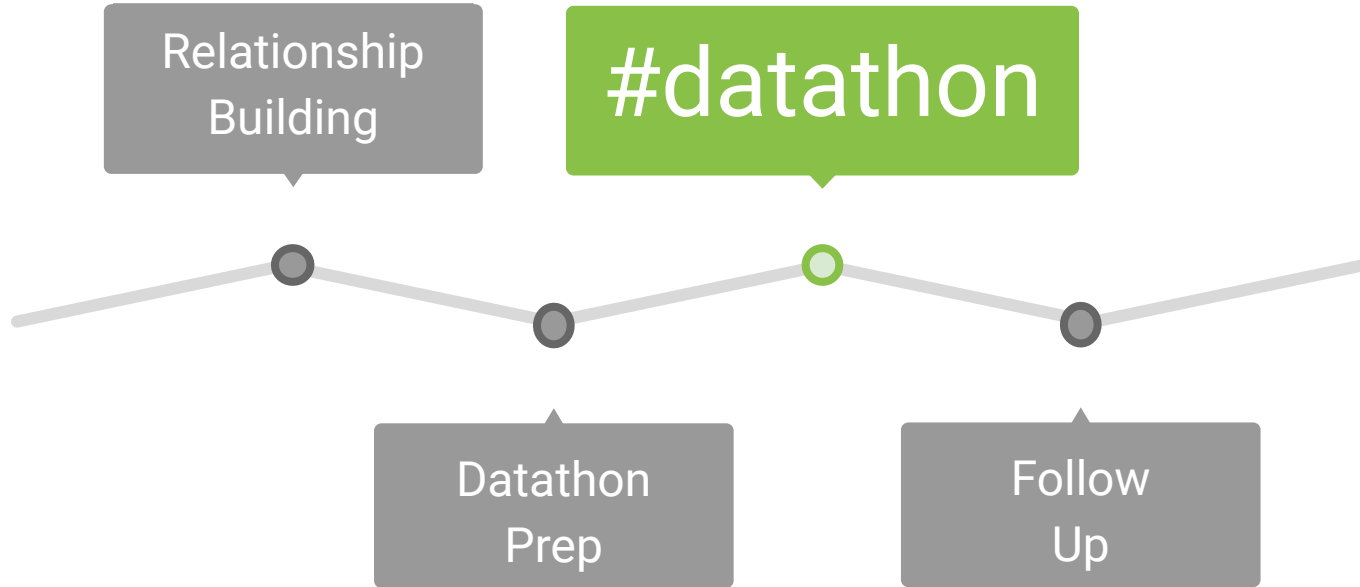 Relationship
Building
#datathon
Datathon
Prep
Follow
Up